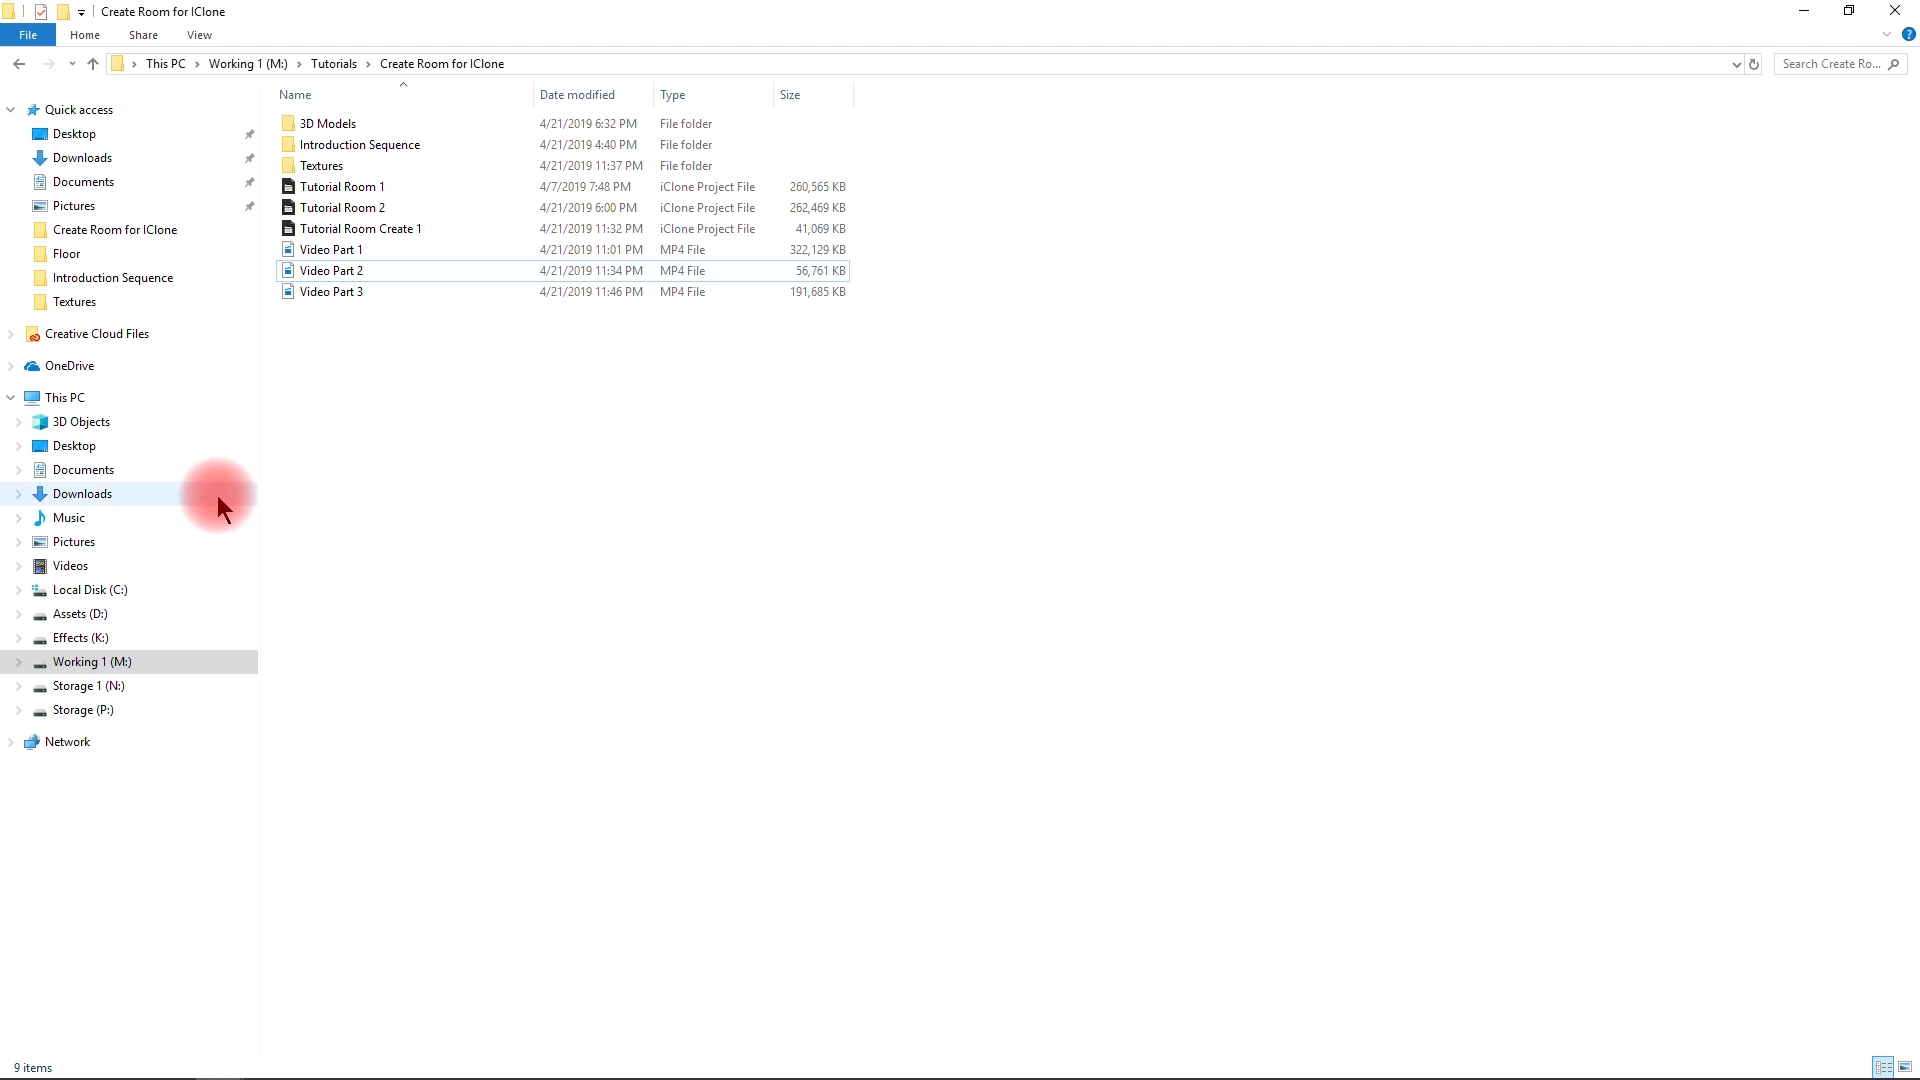 Create Room for IClone
File Home Share View
This PC Working 1 (M:) Tutorials Create Room for IClone
Search Create Ro...
Quick access
Desktop
Downloads
Documents
Pictures
Create Room for IClone
Floor
Introduction Sequence
Textures
Creative Cloud Files
OneDrive
This PC
3D Objects
Desktop
Documents
Downloads
Music
Pictures
Videos
Local Disk (C:)
Assets (D:)
Effects (K:)
Working 1 (M:)
Storage 1 (N:)
Storage (P:)
Network
Name Date modified Type Size
3D Models 4/21/2019 6:32 PM File folder
Introduction Sequence 4/21/2019 4:40 PM File folder
Textures 4/21/2019 11:37 PM File folder
Tutorial Room 1 4/7/2019 7:48 PM iClone Project File 260,565 KB
Tutorial Room 2 4/21/2019 6:00 PM iClone Project File 262,469 KB
Tutorial Room Create 1 4/21/2019 11:32 PM iClone Project File 41,069 KB
Video Part 1 4/21/2019 11:01 PM MP4 File 322,129 KB
Video Part 2 4/21/2019 11:34 PM MP4 File 56,761 KB
Video Part 3 4/21/2019 11:46 PM MP4 File 191,685 KB
9 items